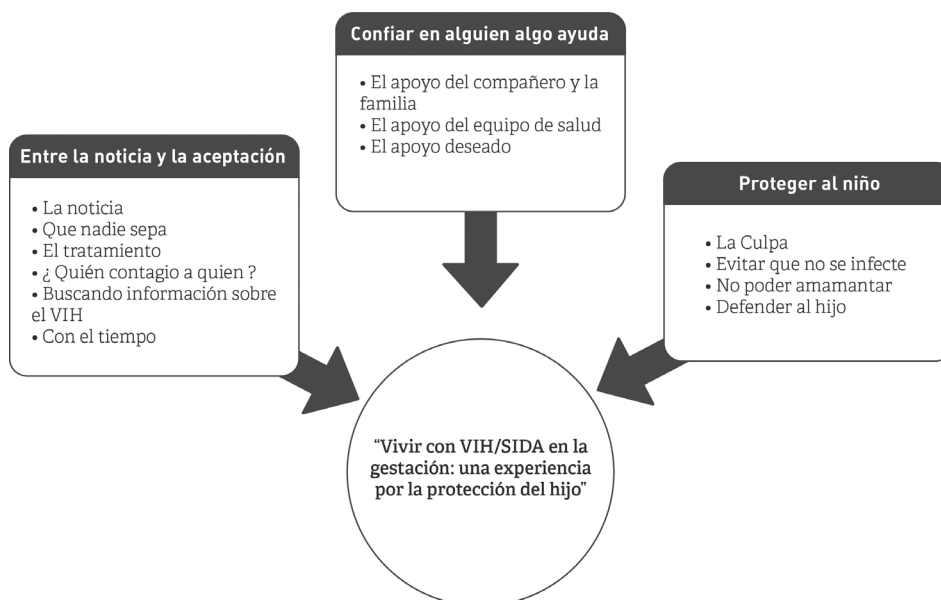 Confiar en alguien algo ayuda
• El apoyo del compañero y la
familia
• El apoyo del equipo de salud
• El apoyo deseado
Entre la noticia y la aceptación
• La noticia
• Que nadie sepa
• El tratamiento
• ¿ Quién contagio a quien ?
• Buscando información sobre
el VIH
• Con el tiempo
Proteger al niño
• La Culpa
• Evitar que no se infecte
• No poder amamantar
• Defender al hijo
“Vivir con VIH/SIDA en la
gestación: una experiencia
por la protección del hijo”